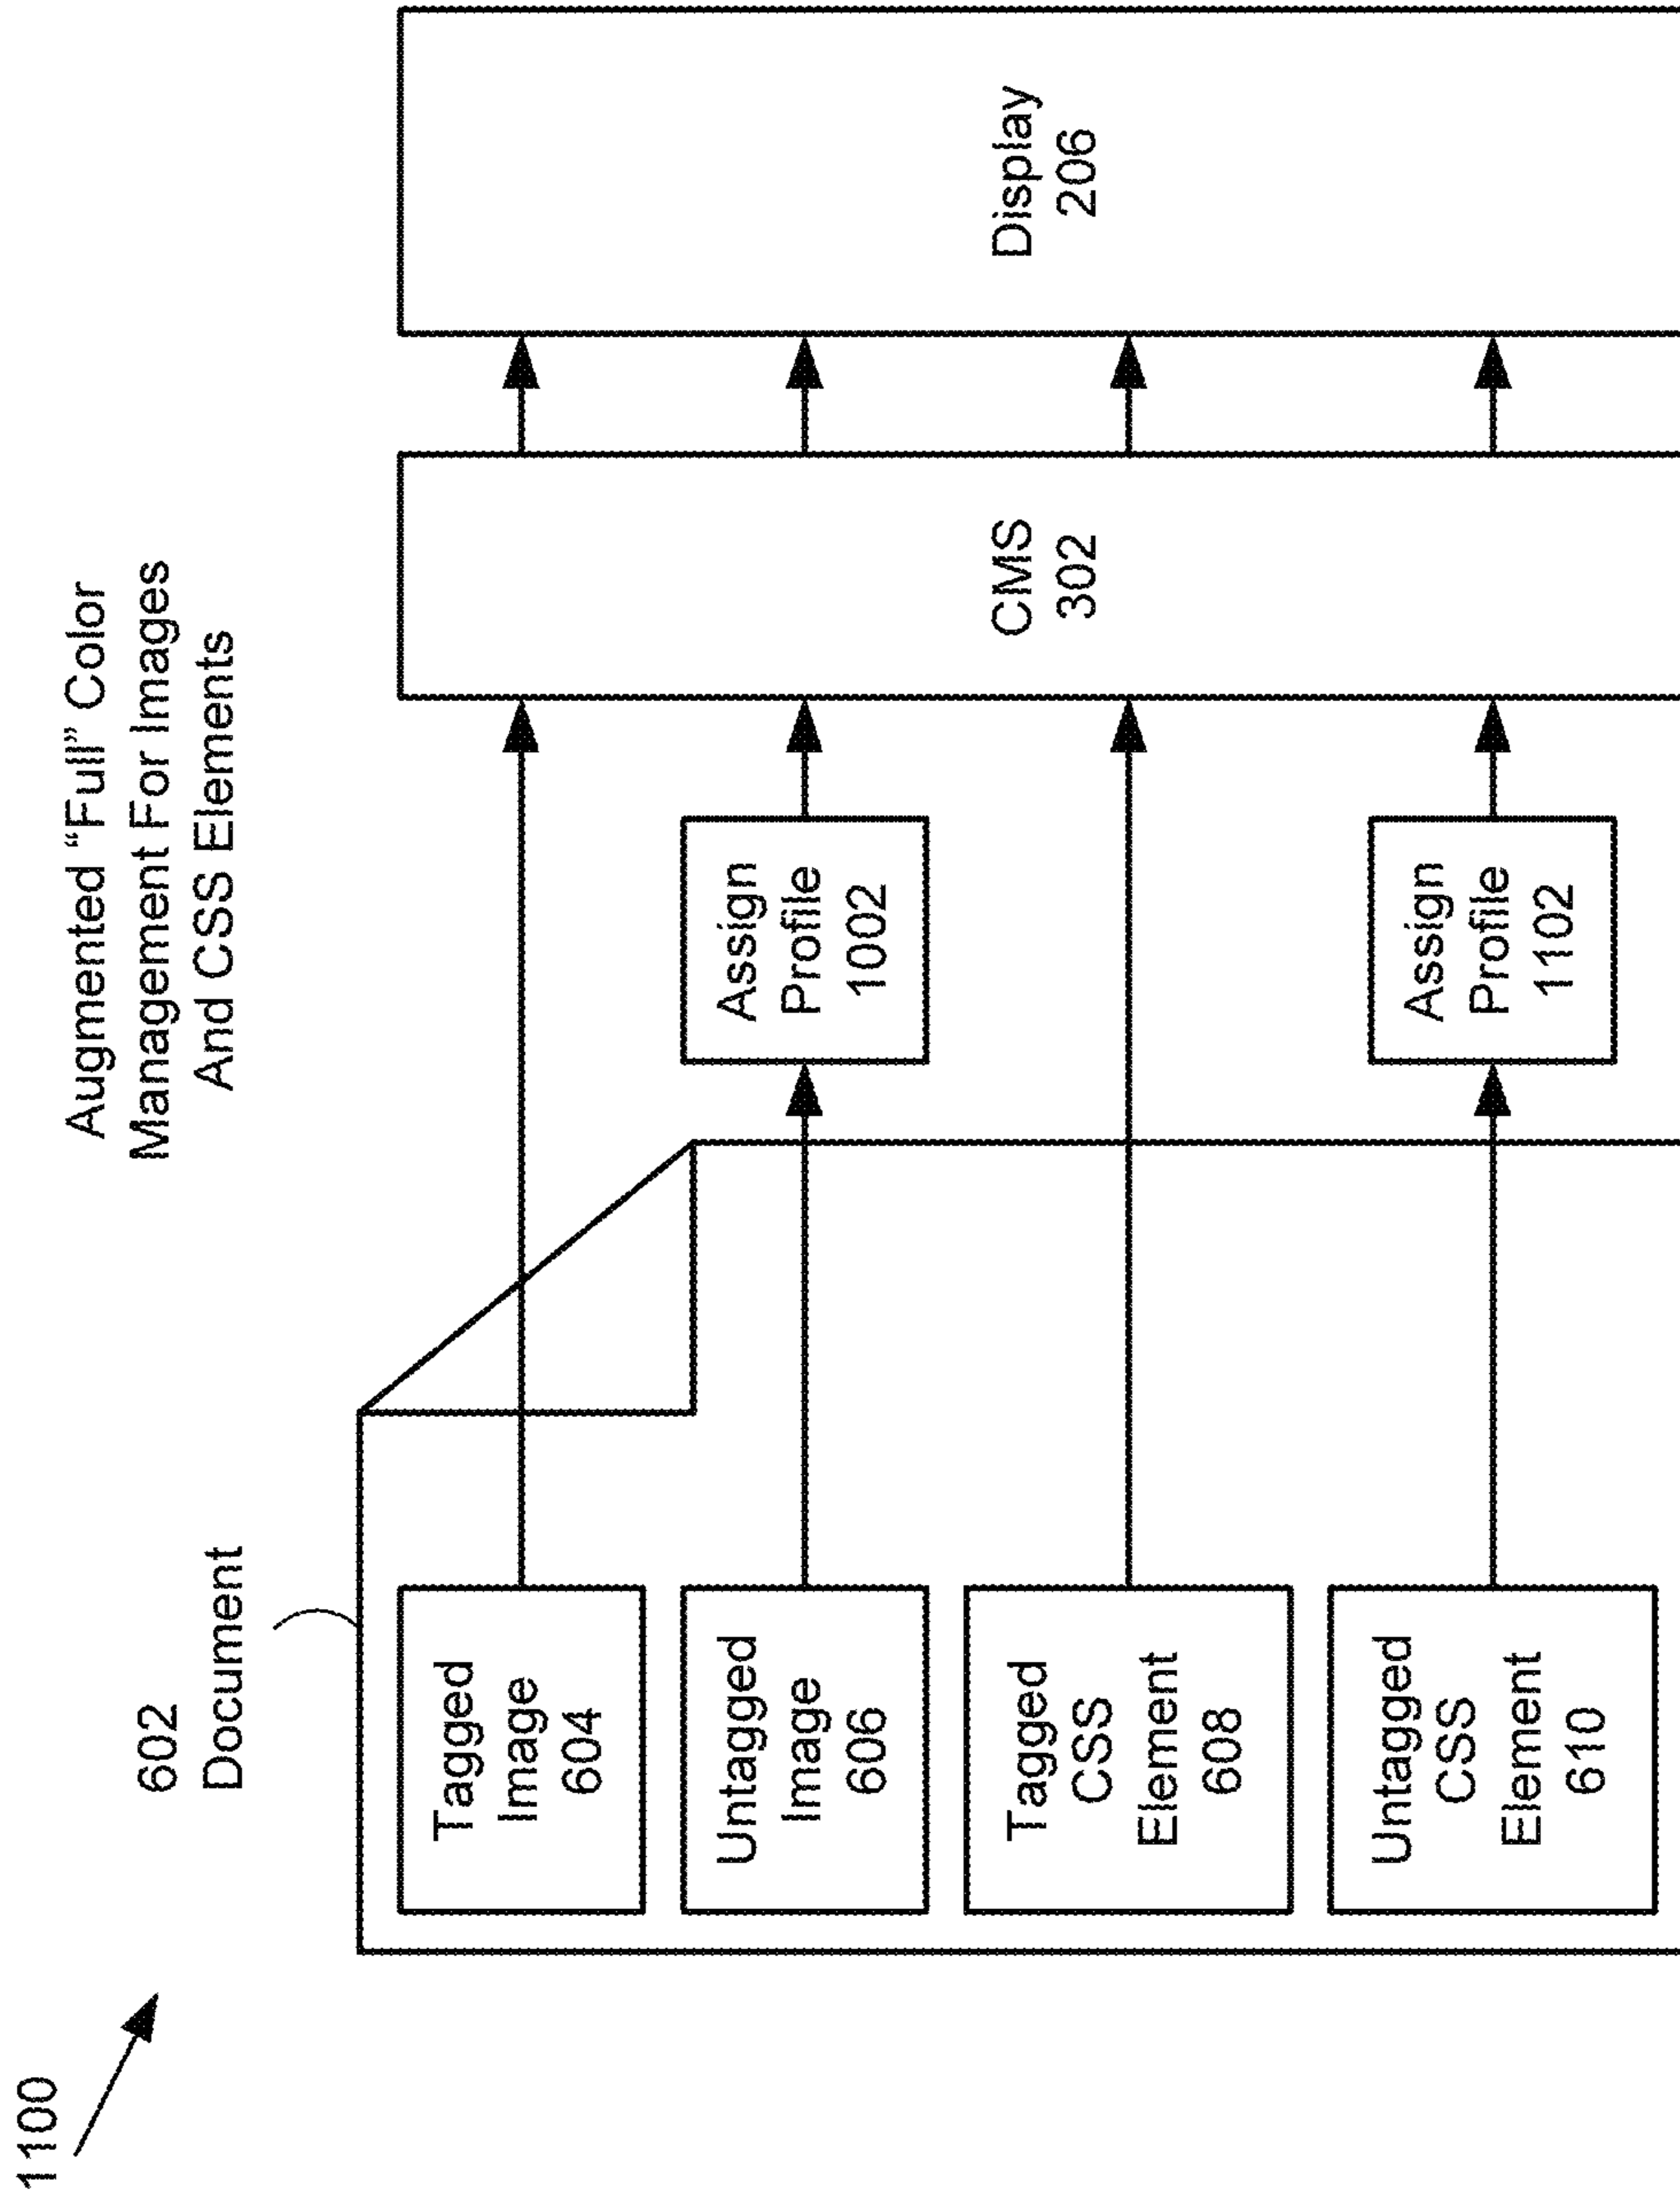 1100
Augmented “Full” Color
Management For Images
And CSS Elements
602
Document
Tagged
Image
604
Untagged
Image
606
Tagged
CSS
Element
608
Untagged
CSS
Element
610
Assign
Profile
1002
Assign
Profile
1102
CMS
302
Display
206